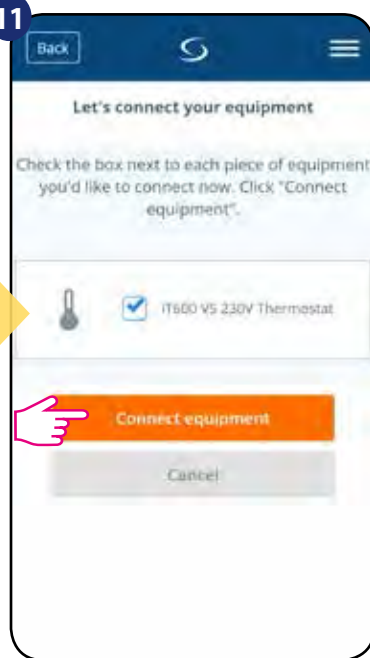 11
Back
Let's connect your equipment
Check the box next to each piece of equipment
you'd like to connect now. Click "Connect
equipment".
iT600 VS 230V Thermostat
Connect equipment
Cancel